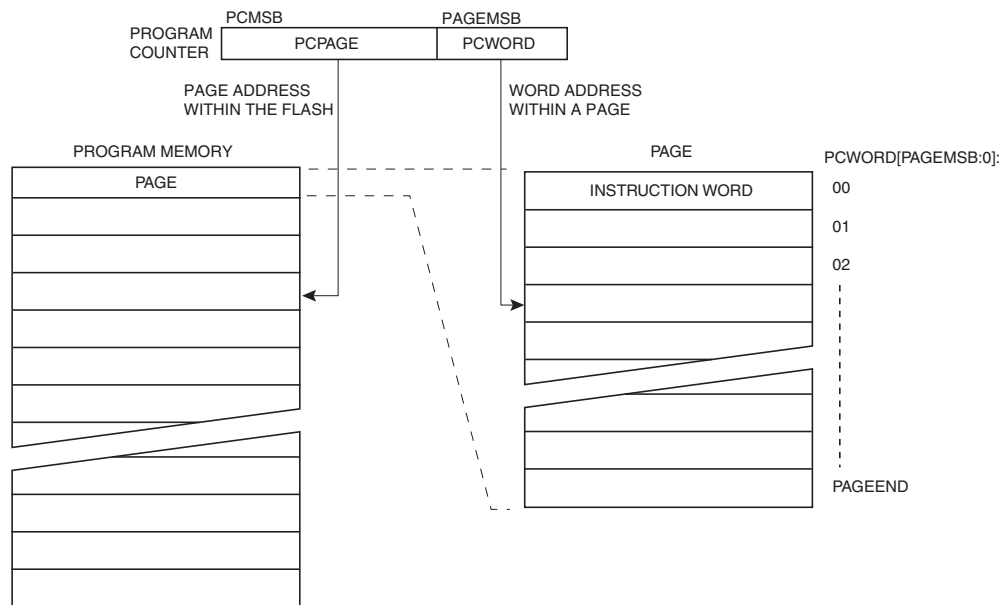 PCMSB
PAGEMSB
PROGRAM
COUNTER
PCPAGE
PCWORD
PAGE ADDRESS
WITHIN THE FLASH
WORD ADDRESS
WITHIN A PAGE
PROGRAM MEMORY
PAGE
PAGE
INSTRUCTION WORD
PCWORD[PAGEMSB:0]:
00
01
02
PAGEEND